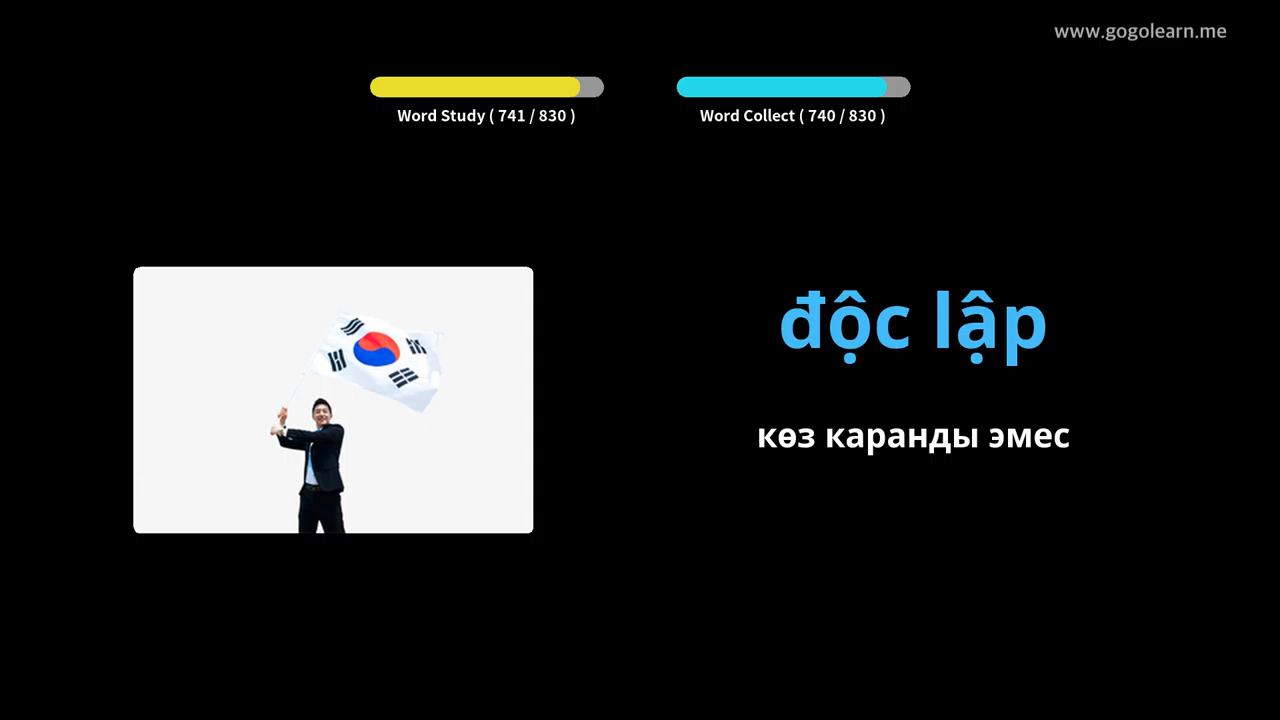 www.gogolearn.me
Word Study ( 741 / 830 )
Word Collect ( 740 / 830 )
độc lập
көз каранды эмес